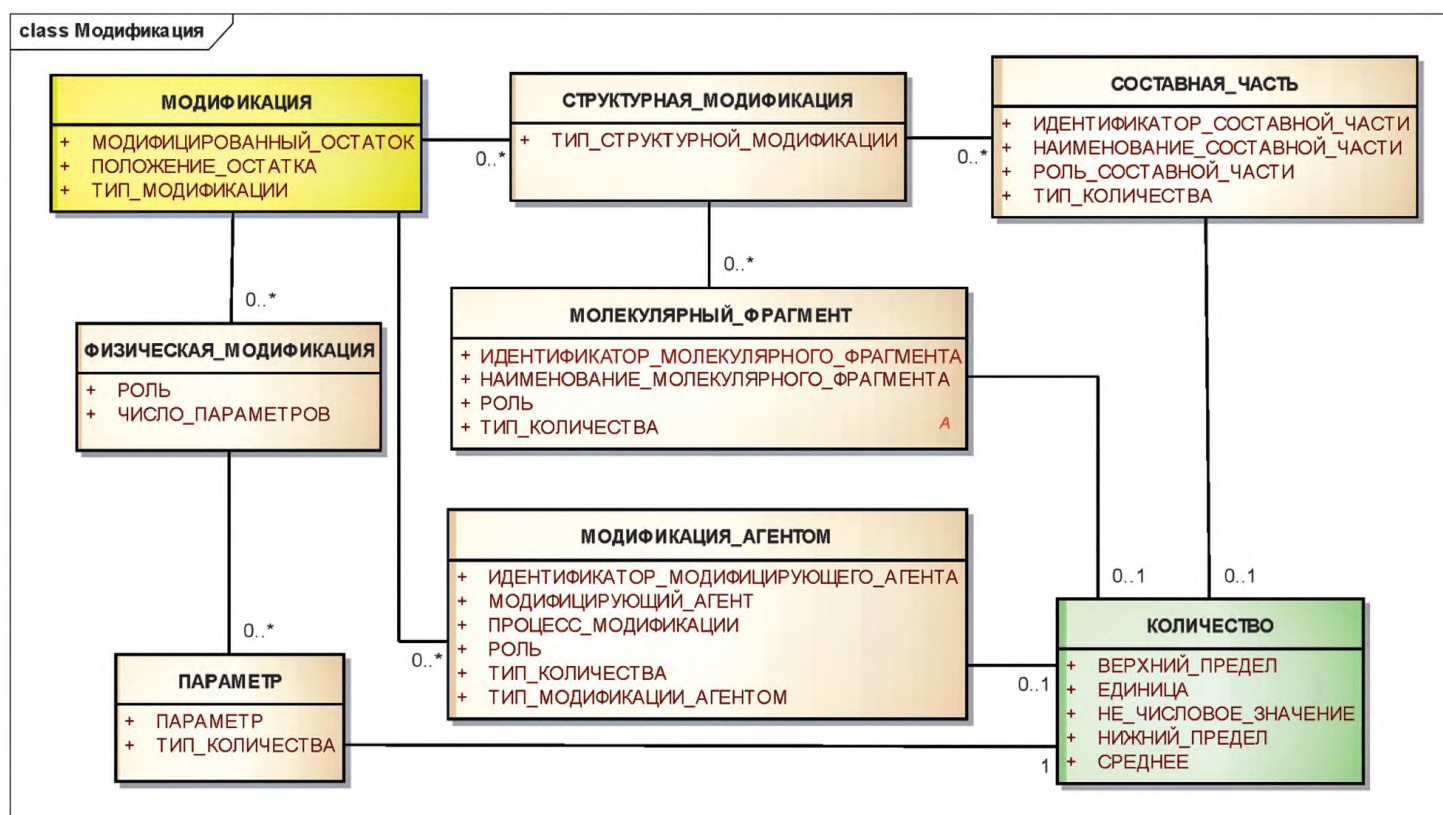 class Модификация
МОДИФИКАЦИЯ
+ МОДИФИЦИРОВАННЫЙ_ОСТАТОК
+ ПОЛОЖЕНИЕ_ОСТАТКА
+ ТИП_МОДИФИКАЦИИ
0..*
СТРУКТУРНАЯ_МОДИФИКАЦИЯ
+ ТИП_СТРУКТУРНОЙ_МОДИФИКАЦИИ
0..*
СОСТАВНАЯ_ЧАСТЬ
+ ИДЕНТИФИКАТОР_СОСТАВНОЙ_ЧАСТИ
+ НАИМЕНОВАНИЕ_СОСТАВНОЙ_ЧАСТИ
+ РОЛЬ_СОСТАВНОЙ_ЧАСТИ
+ ТИП_КОЛИЧЕСТВА
0..*
0..*
ФИЗИЧЕСКАЯ_МОДИФИКАЦИЯ
+ РОЛЬ
+ ЧИСЛО_ПАРАМЕТРОВ
МОЛЕКУЛЯРНЫЙ_ФРАГМЕНТ
+ ИДЕНТИФИКАТОР_МОЛЕКУЛЯРНОГО_ФРАГМЕНТА
+ НАИМЕНОВАНИЕ_МОЛЕКУЛЯРНОГО_ФРАГМЕНТА
+ РОЛЬ
+ ТИП_КОЛИЧЕСТВА
A
МОДИФИКАЦИЯ_АГЕНТОМ
+ ИДЕНТИФИКАТОР_МОДИФИЦИРУЮЩЕГО_АГЕНТА
+ МОДИФИЦИРУЮЩИЙ_АГЕНТ
+ ПРОЦЕСС_МОДИФИКАЦИИ
+ РОЛЬ
+ ТИП_КОЛИЧЕСТВА
+ ТИП_МОДИФИКАЦИИ_АГЕНТОМ
0..1
0..1
0..*
0..*
0..1
ПАРАМЕТР
+ ПАРАМЕТР
+ ТИП_КОЛИЧЕСТВА
1
КОЛИЧЕСТВО
+ ВЕРХНИЙ_ПРЕДЕЛ
+ ЕДИНИЦА
+ НЕ_ЧИСЛОВОЕ_ЗНАЧЕНИЕ
+ НИЖНИЙ_ПРЕДЕЛ
+ СРЕДНЕЕ